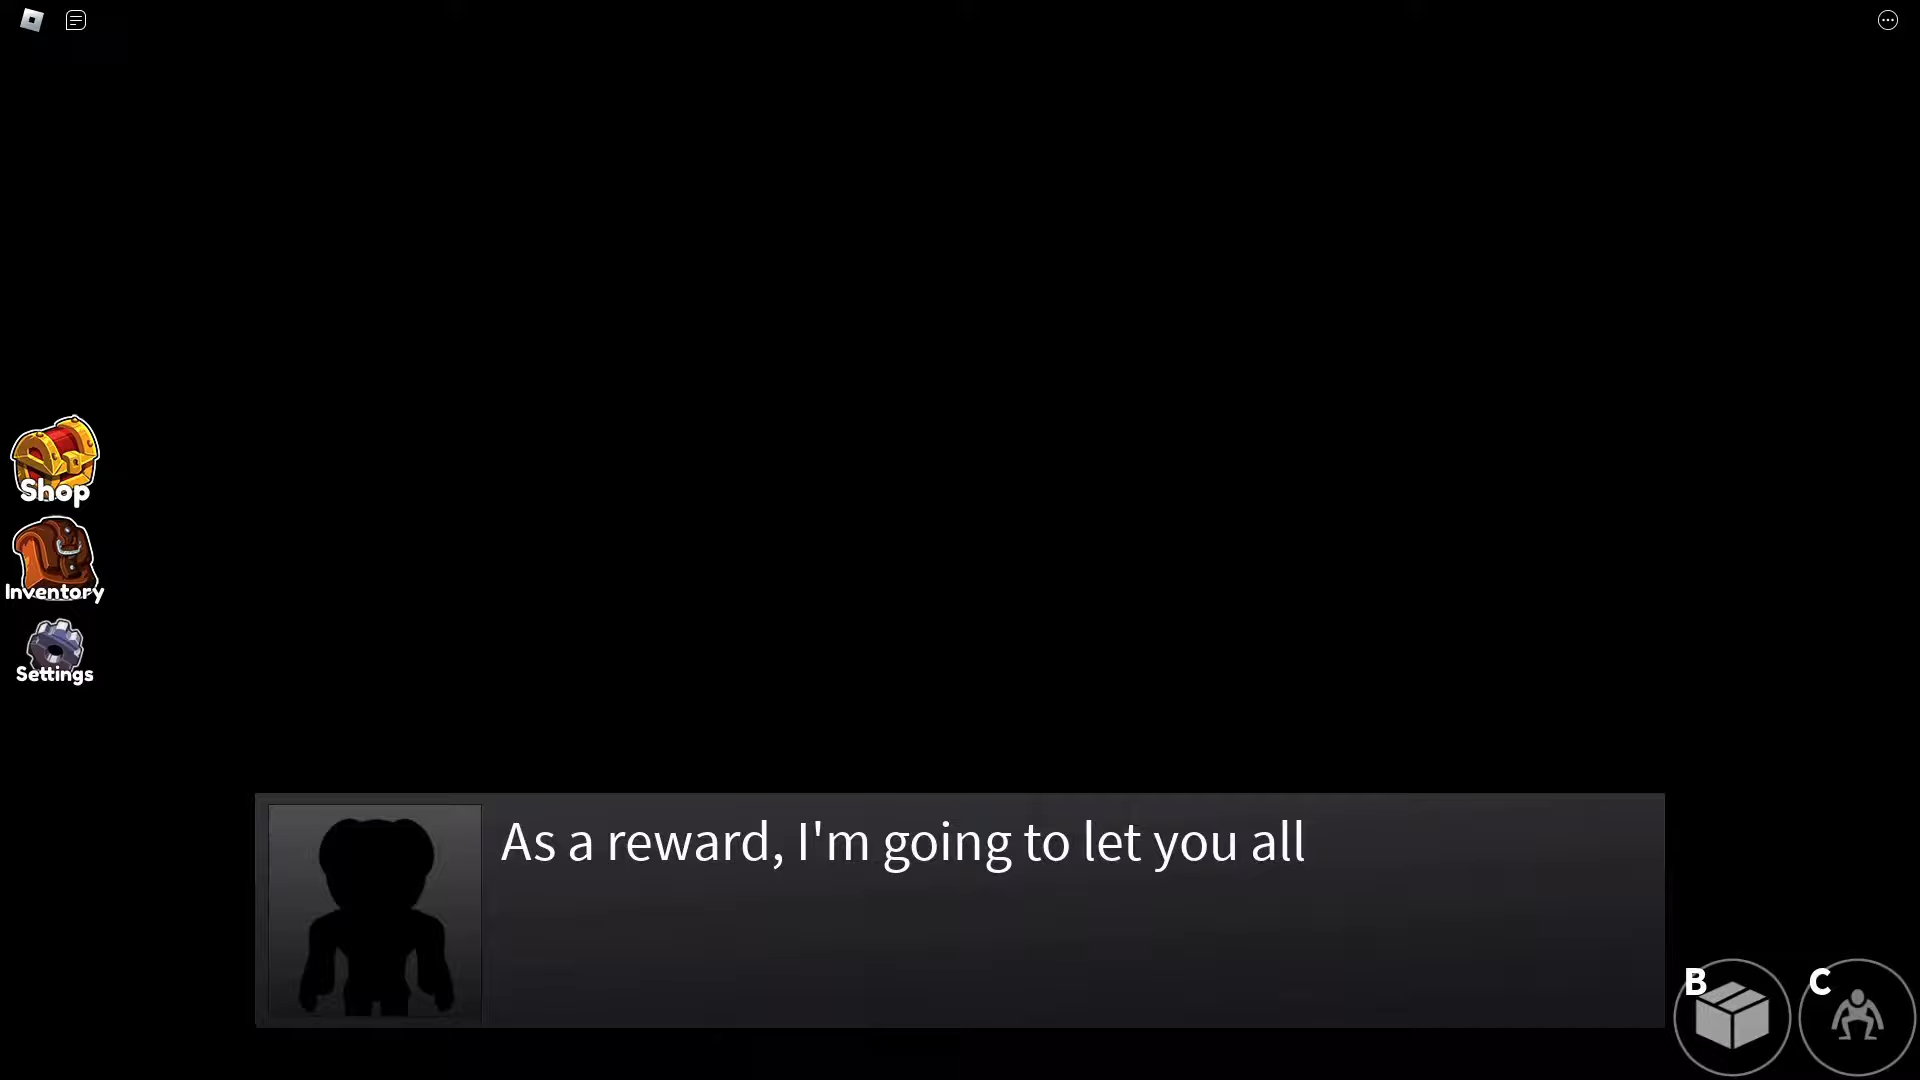 Shop
Inventory
Settings
As a reward, I'm going to let you all
B
C